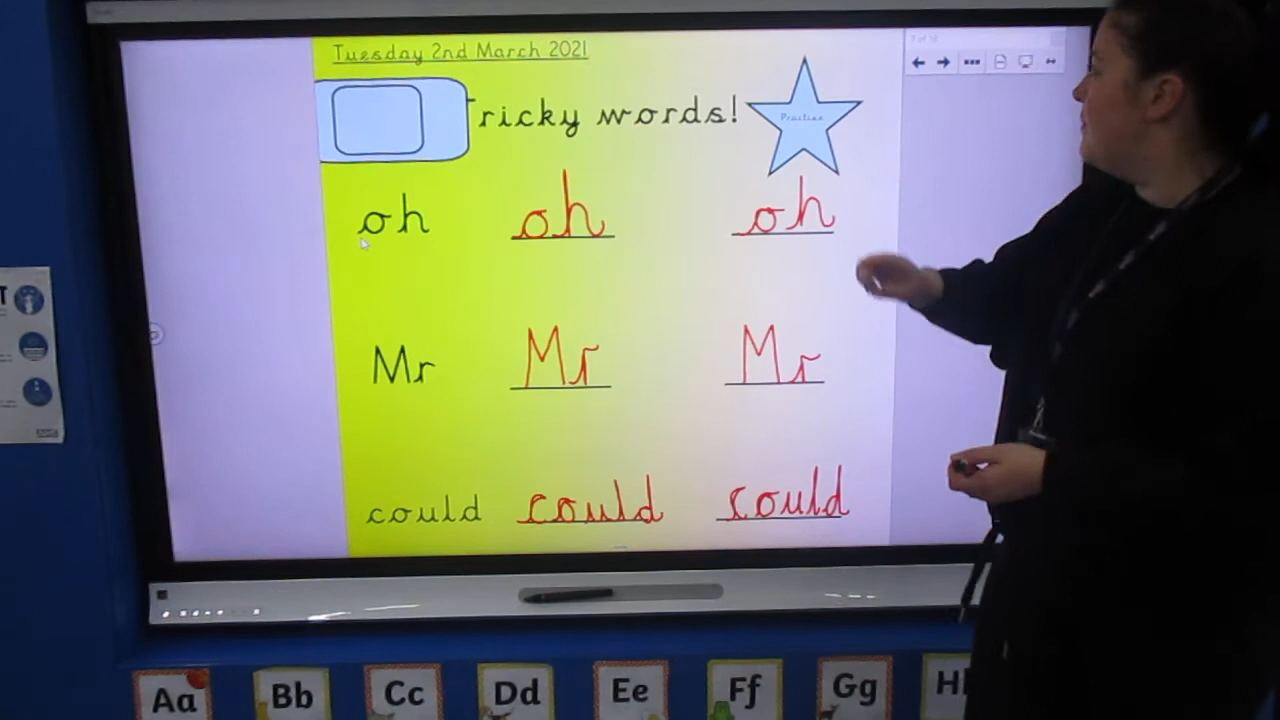 Tuesday 2nd March 2021
Tricky words!
Practise
oh oh oh
Mr Mr Mr
could could could
Aa Bb Cc Dd Ee Ff Gg